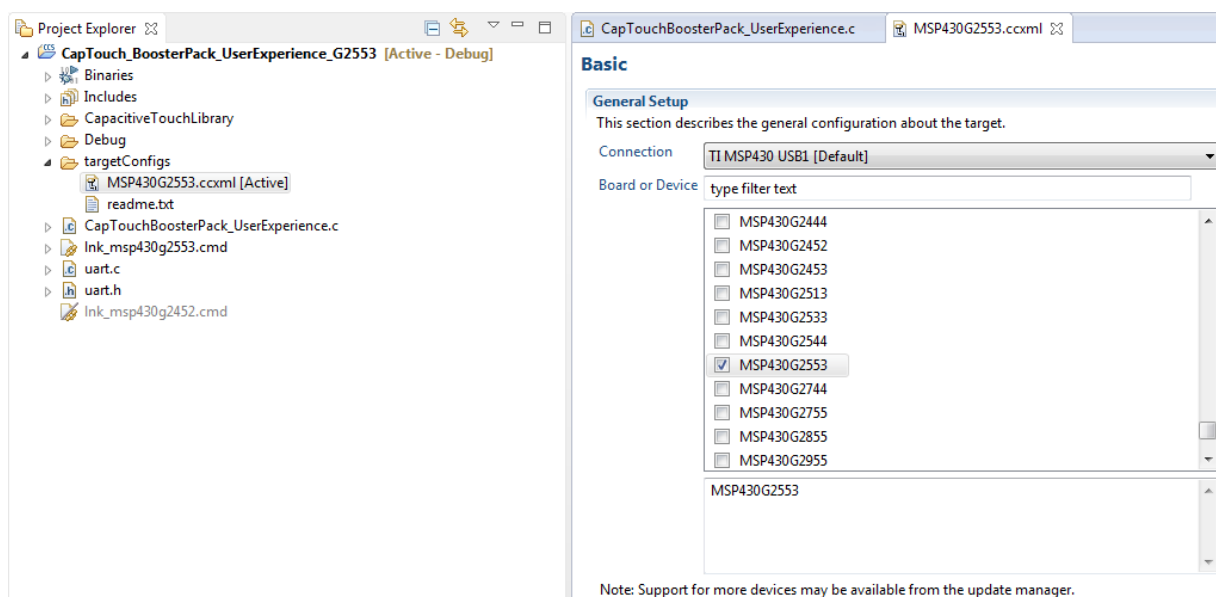 Project Explorer
CapTouch_BoosterPack_UserExperience_G2553 [Active - Debug]
Binaries
Includes
CapacitiveTouchLibrary
Debug
targetConfigs
MSP430G2553.ccxml [Active]
readme.txt
CapTouchBoosterPack_UserExperience.c
lnk_msp430g2553.cmd
uart.c
uart.h
lnk_msp430g2452.cmd
CapTouchBoosterPack_UserExperience.c
MSP430G2553.ccxml
Basic
General Setup
This section describes the general configuration about the target.
Connection
TI MSP430 USB1 [Default]
Board or Device
type filter text
MSP430G2444
MSP430G2452
MSP430G2453
MSP430G2513
MSP430G2533
MSP430G2544
MSP430G2553
MSP430G2744
MSP430G2755
MSP430G2855
MSP430G2955
MSP430G2553
Note: Support for more devices may be available from the update manager.